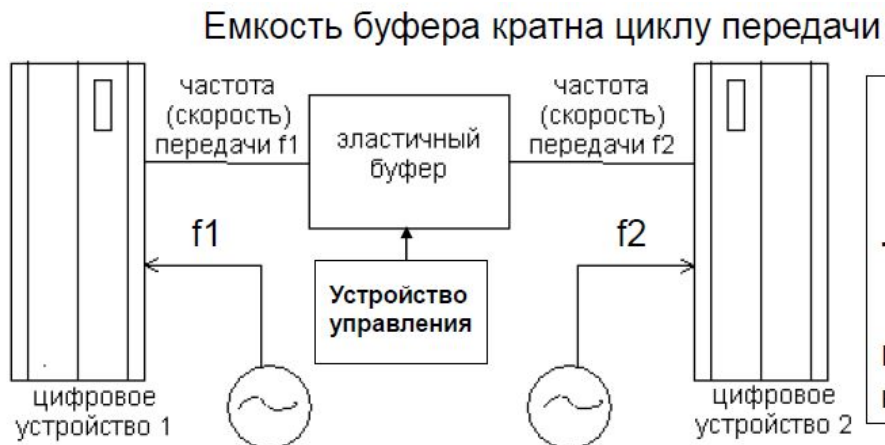 Емкость буфера кратна циклу передачи
частота
(скорость)
передачи f1
эластичный
буфер
частота
(скорость)
передачи f2
f1
f2
Устройство
управления
цифровое
устройство 1
цифровое
устройство 2